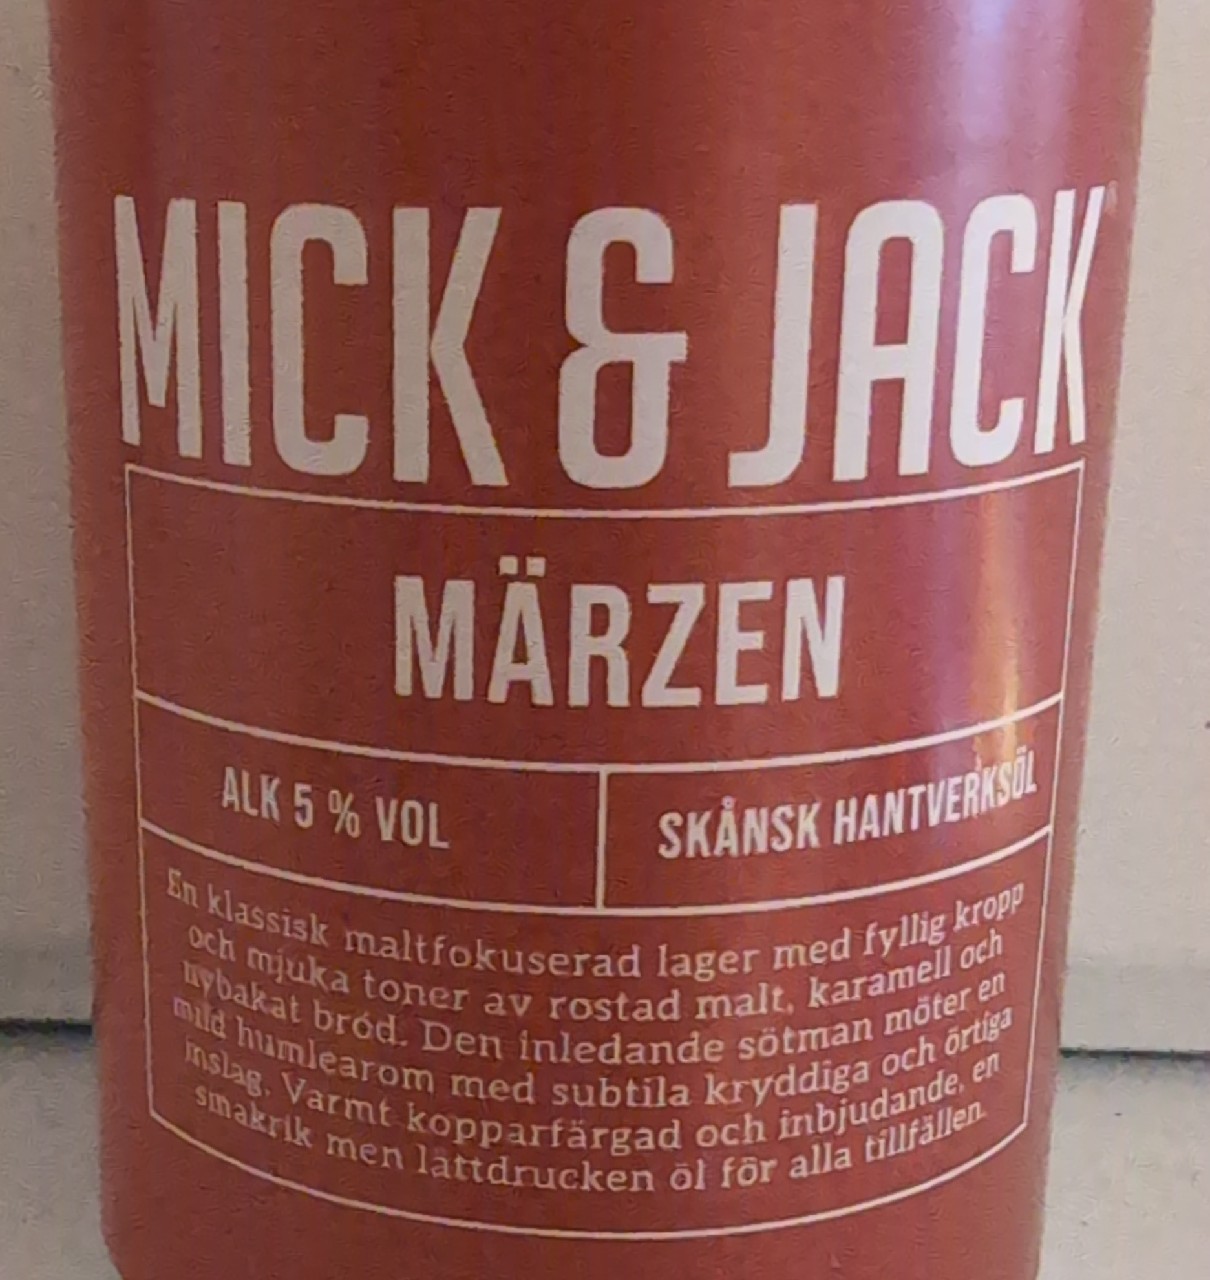 MICK & JACK
MÄRZEN
ALK 5 % VOL
SKÅNSK HANTVERKSÖL
En klassisk maltfokuserad lager med fyllig kropp
och mjuka toner av rostad malt, karamell och
nybakat bröd. Den inledande sötman möter en
mild humlearom med subtila kryddiga och örtiga
inslag. Varmt kopparfärgad och inbjudande, en
smakrik men lättdrucken öl för alla tillfällen.